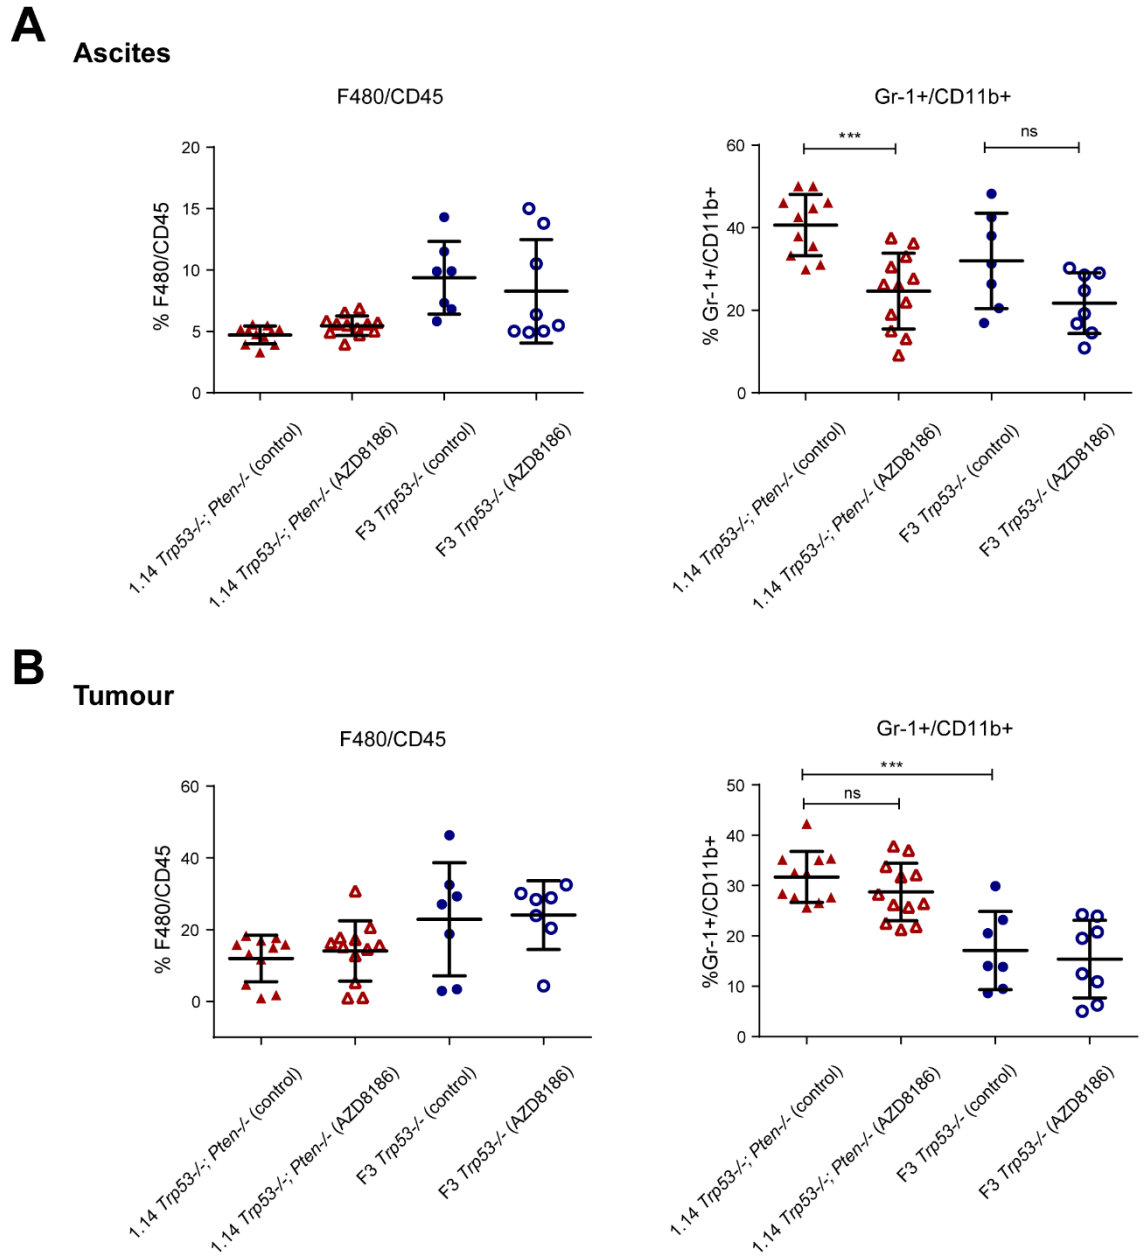 A
Ascites
F480/CD45
% F480/CD45
20
15
10
5
0
1.14 Trp53-/-; Pten-/- (control)
1.14 Trp53-/-; Pten-/- (AZD8186)
F3 Trp53-/- (control)
F3 Trp53-/- (AZD8186)
Gr-1+/CD11b+
% Gr-1+/CD11b+
60
40
20
0
***
ns
1.14 Trp53-/-; Pten-/- (control)
1.14 Trp53-/-; Pten-/- (AZD8186)
F3 Trp53-/- (control)
F3 Trp53-/- (AZD8186)
B
Tumour
F480/CD45
% F480/CD45
60
40
20
0
1.14 Trp53-/-; Pten-/- (control)
1.14 Trp53-/-; Pten-/- (AZD8186)
F3 Trp53-/- (control)
F3 Trp53-/- (AZD8186)
Gr-1+/CD11b+
%Gr-1+/CD11b+
50
40
30
20
10
0
***
ns
1.14 Trp53-/-; Pten-/- (control)
1.14 Trp53-/-; Pten-/- (AZD8186)
F3 Trp53-/- (control)
F3 Trp53-/- (AZD8186)